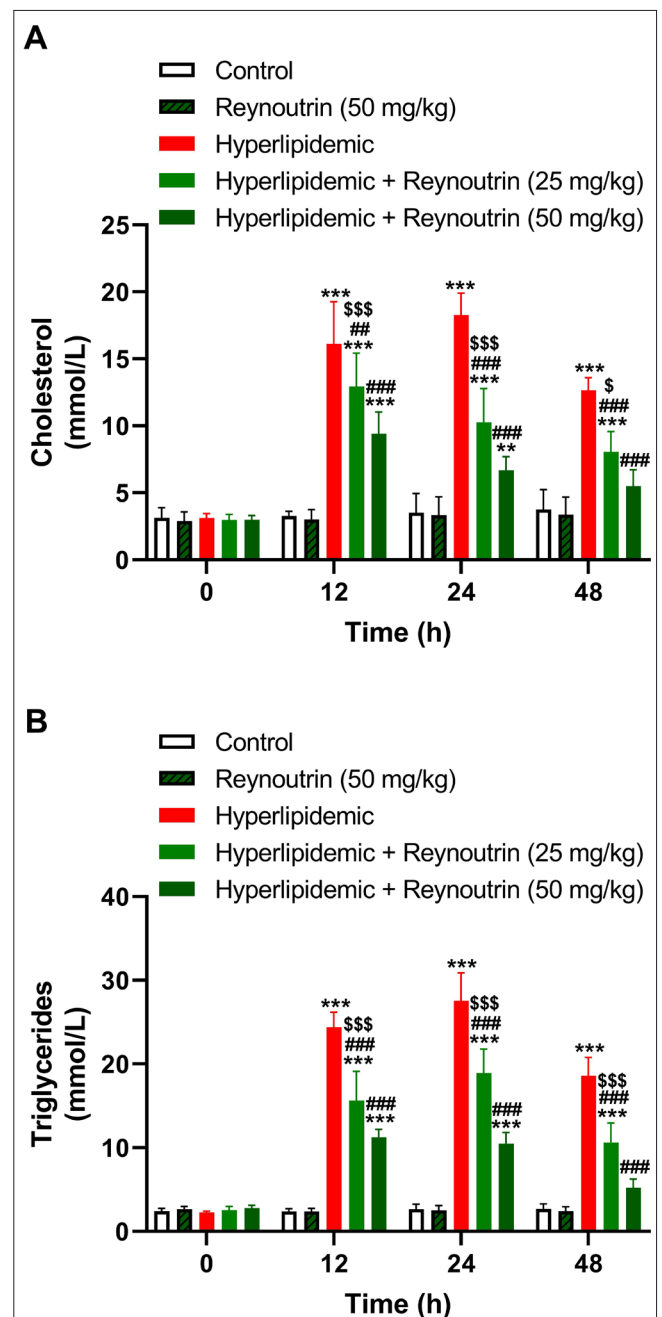 A
Control
Reynoutrin (50 mg/kg)
Hyperlipidemic
Hyperlipidemic + Reynoutrin (25 mg/kg)
Hyperlipidemic + Reynoutrin (50 mg/kg)
Cholesterol
(mmol/L)
25
20
15
10
5
0
***
$$$
##
***
###
***
***
$$$
###
***
###
**
***
$
###
***
###
0 12 24 48
Time (h)
B
Control
Reynoutrin (50 mg/kg)
Hyperlipidemic
Hyperlipidemic + Reynoutrin (25 mg/kg)
Hyperlipidemic + Reynoutrin (50 mg/kg)
Triglycerides
(mmol/L)
40
30
20
10
0
***
$$$
###
***
###
***
***
$$$
###
***
###
***
***
$$$
###
***
###
0 12 24 48
Time (h)